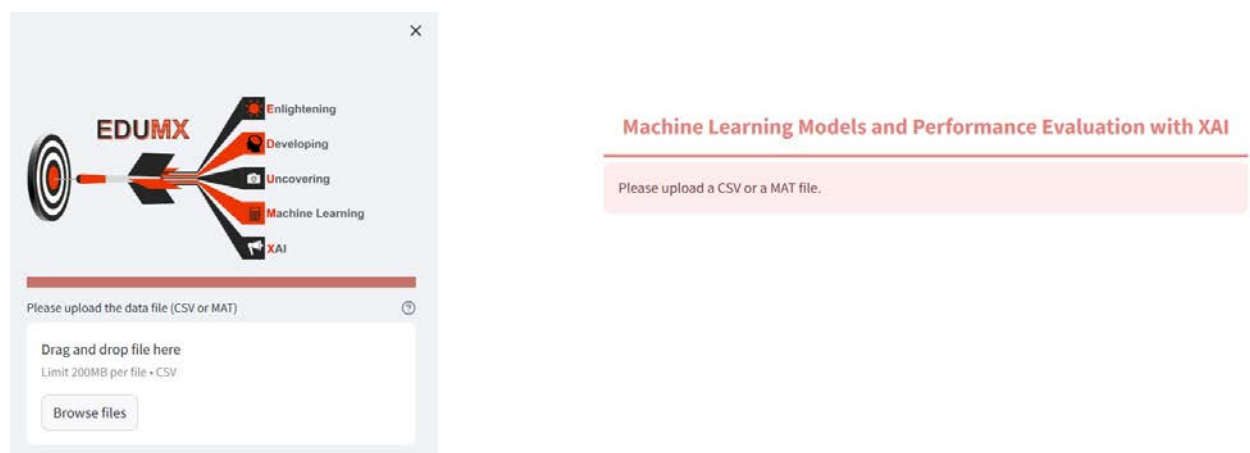 EDUMX
Enlightening
Developing
Uncovering
Machine Learning
XAI
Please upload the data file (CSV or MAT)
Drag and drop file here
Limit 200MB per file • CSV
Browse files
Machine Learning Models and Performance Evaluation with XAI
Please upload a CSV or a MAT file.